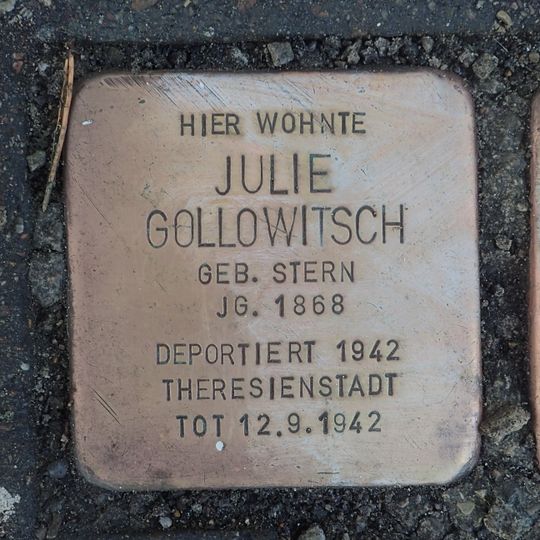 HIER WOHNTE
JULIE
GOLLOWITSCH
GEB. STERN
JG. 1868
DEPORTIERT 1942
THERESIENSTADT
TOT 12.9.1942